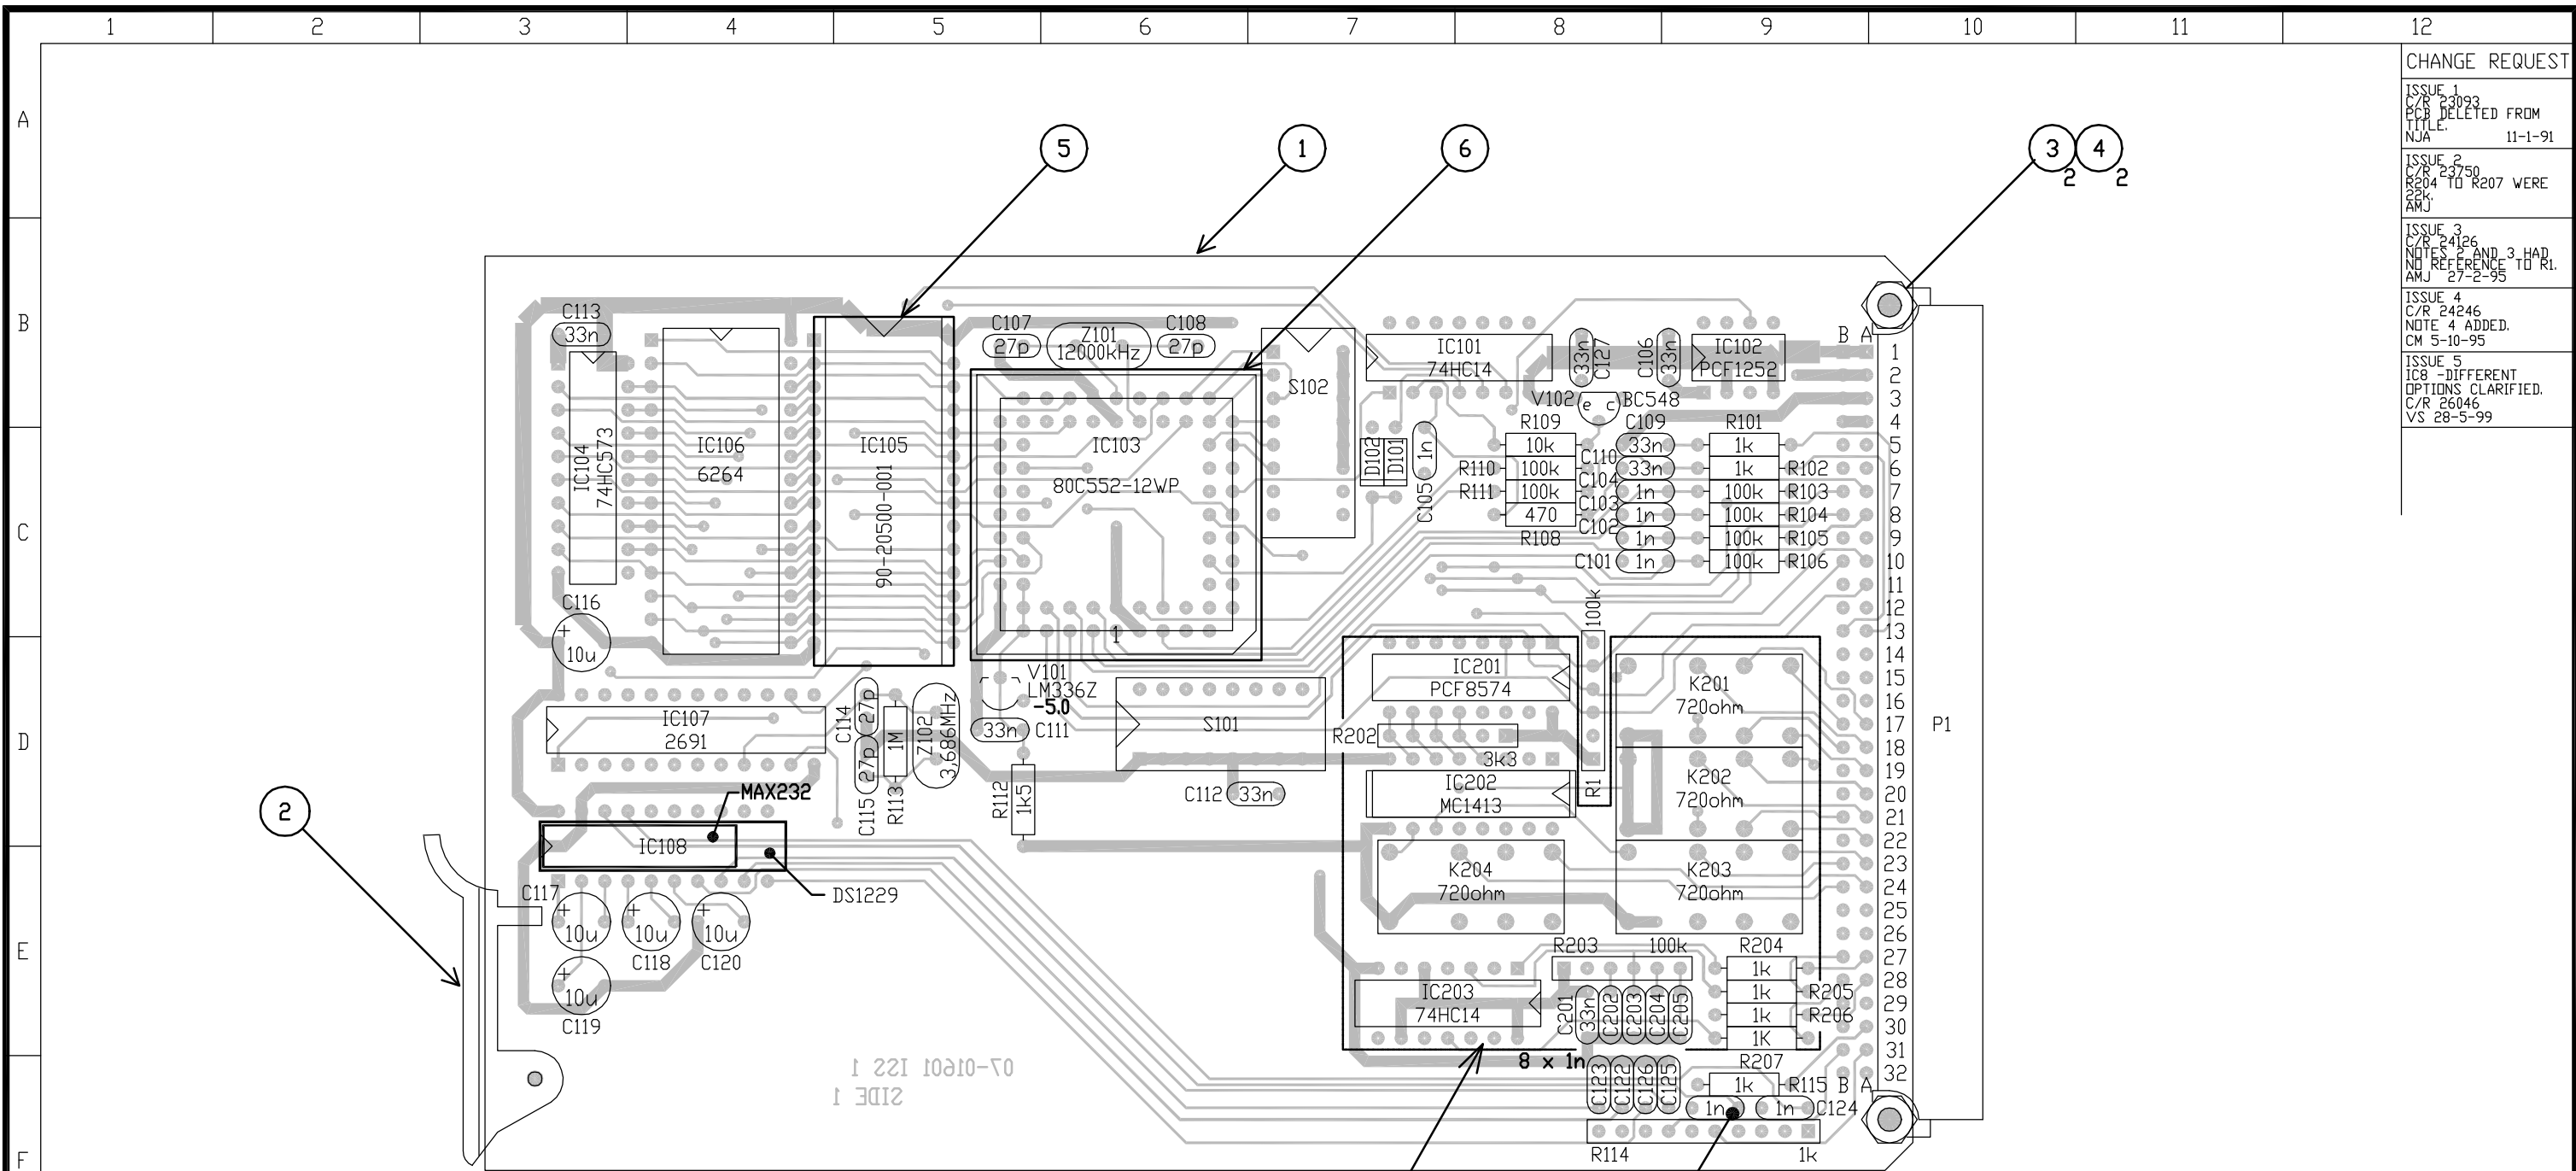 1 2 3 4 5 6 7 8 9 10 11 12
A
B
C
D
E
F
CHANGE REQUEST
ISSUE 1
C/R 23093
PCB DELETED FROM
TITLE.
NJA 11-1-91
ISSUE 2
C/R 23750
R204 TO R207 WERE
22k.
AMJ
ISSUE 3
C/R 24126
NOTES 2 AND 3 HAD
NO REFERENCE TO R1.
AMJ 27-2-95
ISSUE 4
C/R 24246
NOTE 4 ADDED.
CM 5-10-95
ISSUE 5
IC8 -DIFFERENT
OPTIONS CLARIFIED.
C/R 26046
VS 28-5-99
5
1
6
3 4
2 2
2
C113
33n
IC104
74HC573
IC106
6264
IC105
90-20500-001
C107
27p
Z101
12000kHz
C108
27p
IC103
80C552-12WP
1
S102
IC101
74HC14
33n
C127
C106
33n
IC102
PCF1252
V102
e c
BC548
D102
D101
1n
C105
R109
10k
R110
100k
R111
100k
470
R108
C109
33n
C110
33n
C104
1n
C103
1n
C102
1n
C101
1n
R101
1k
1k
R102
100k
R103
100k
R104
100k
R105
100k
R106
B A
1
2
3
4
5
6
7
8
9
10
11
12
13
14
15
16
17
18
19
20
21
22
23
24
25
26
27
28
29
30
31
32
B A
P1
C116
+
10u
IC107
2691
C114
27p
27p
C115
1M
R113
Z102
3,686MHz
V101
LM336Z
-5.0
33n
C111
R112
1k5
S101
C112
33n
MAX232
IC108
DS1229
C117
+
10u
+
10u
C118
+
10u
C120
+
10u
C119
IC201
PCF8574
100k
R1
R202
3k3
IC202
MC1413
K201
720ohm
K202
720ohm
K203
720ohm
K204
720ohm
R203
100k
IC203
74HC14
C201
33n
C202
C203
C204
C205
R204
1k
1k
R205
1k
R206
1K
R207
8 x 1n
C123
C122
C126
C125
1k
R115
1n
1n
C124
R114
1k
07-01601 ISS 1
SIDE 1